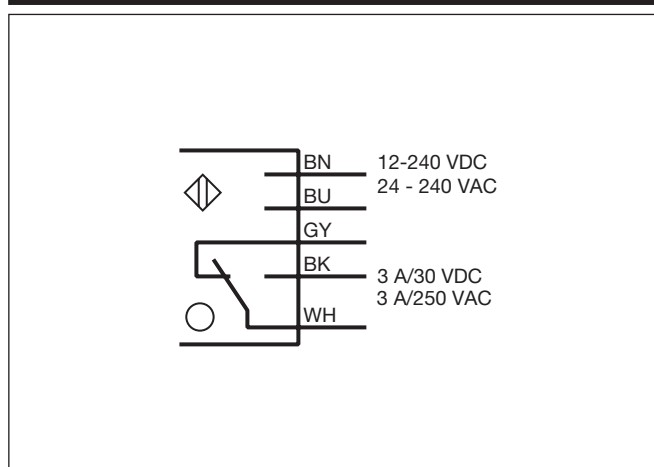 BN
12-240 VDC
24 - 240 VAC
BU
GY
BK
3 A/30 VDC
3 A/250 VAC
WH